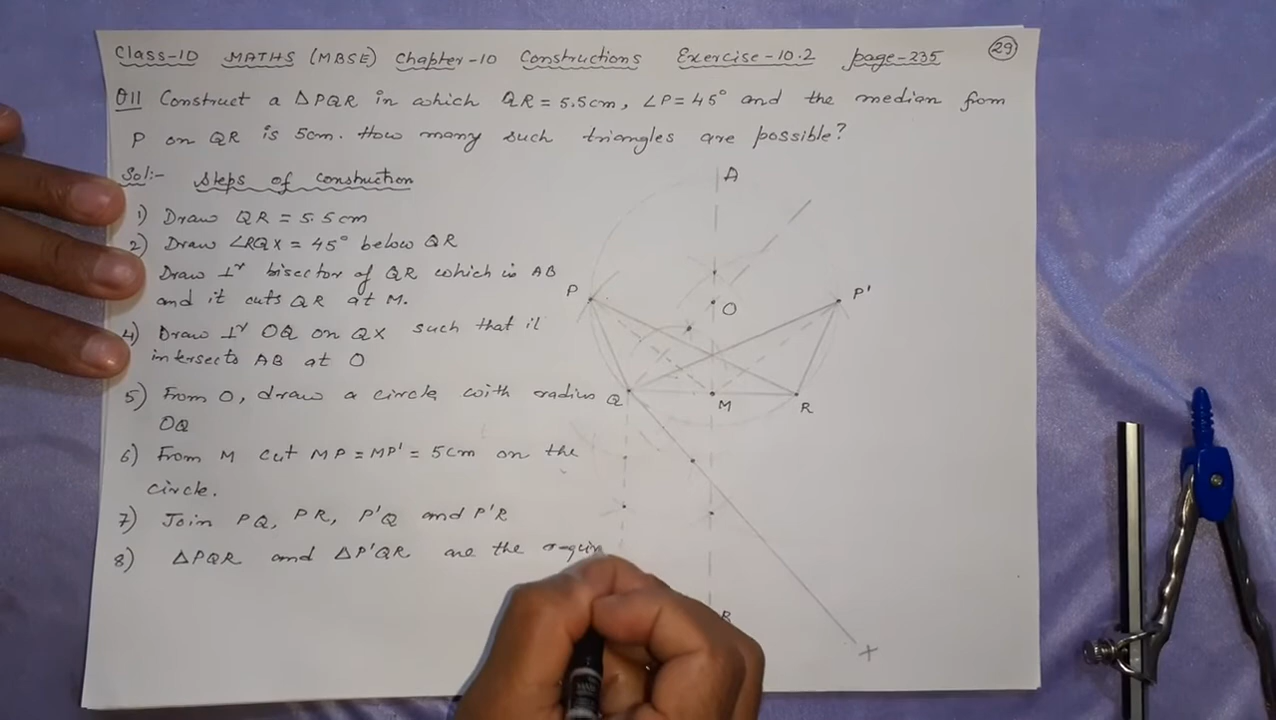 Class-10 MATHS (MBSE) Chapter-10 Constructions Exercise-10.2 page-235 29
Q11 Construct a △PQR in which QR = 5.5cm, ∠P = 45° and the median from
P on QR is 5cm. How many such triangles are possible?
Sol:- Steps of construction
1) Draw QR = 5.5cm
2) Draw ∠RQX = 45° below QR
Draw ⊥r bisector of QR which is AB
and it cuts QR at M.
4) Draw ⊥r OQ on QX such that it
intersects AB at O
5) From O, draw a circle with radius
OQ
6) From M cut MP = MP' = 5cm on the
circle.
7) Join PQ, PR, P'Q and P'R
8) △PQR and △P'QR are the requir
A
P
P'
O
Q
M
R
B
X